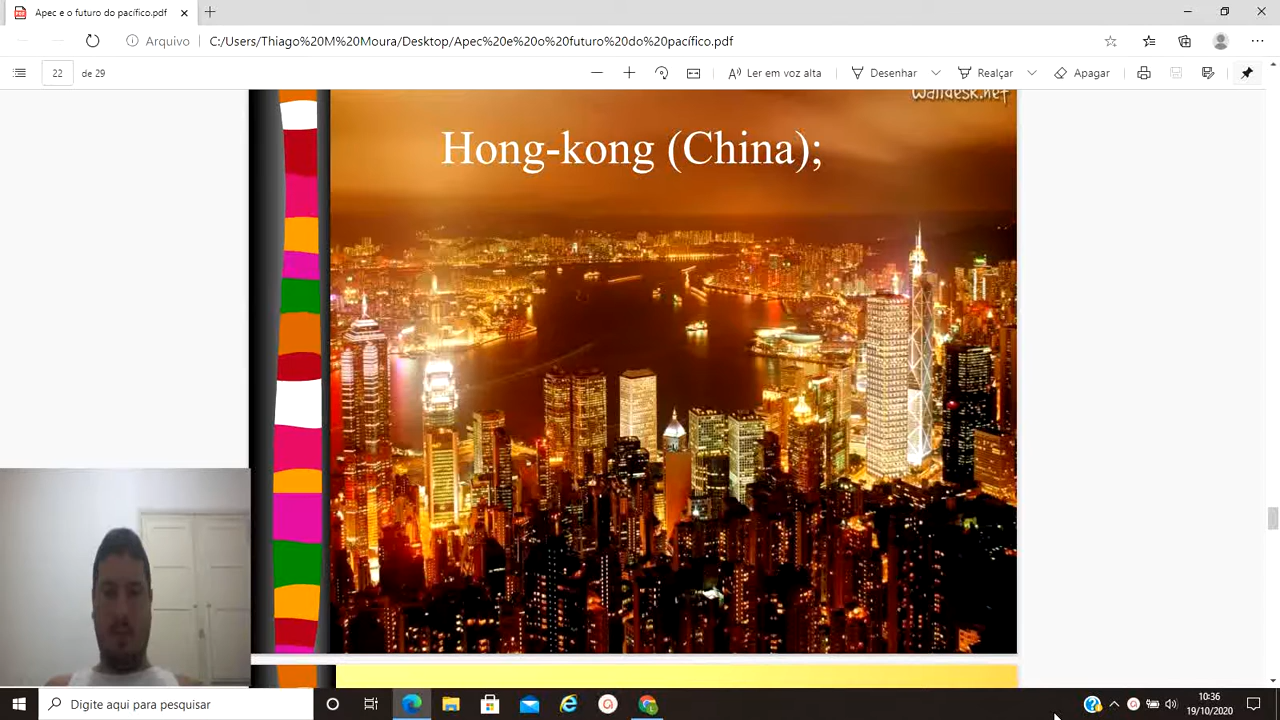 Apec e o futuro do pacífico.pdf
Arquivo
C:/Users/Thiago%20M%20Moura/Desktop/Apec%20e%20o%20futuro%20do%20pacífico.pdf
22 de 29
Ler em voz alta
Desenhar
Realçar
Apagar
walldesk.net
Hong-kong (China);
Digite aqui para pesquisar
10:36
19/10/2020